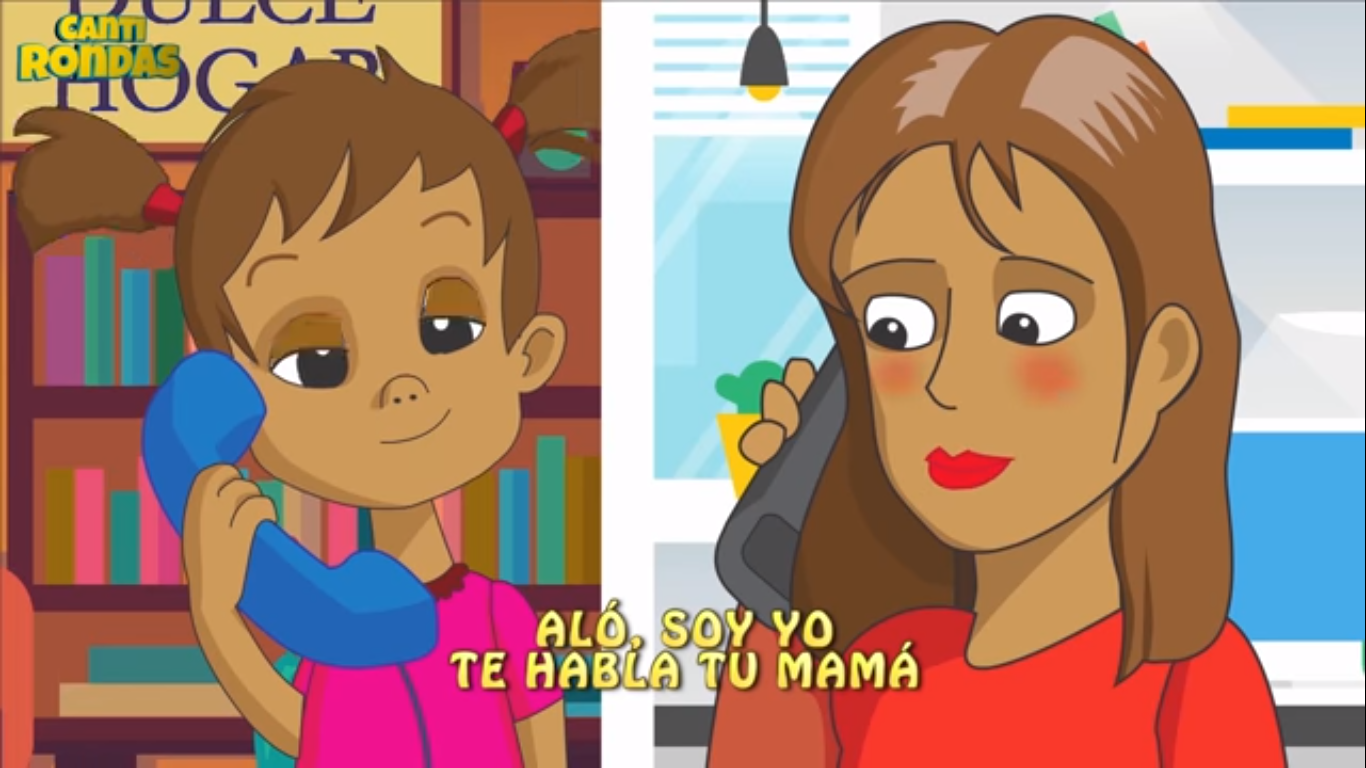 DULCE
HOGAR
CANTI
RONDAS
ALÓ, SOY YO
TE HABLA TU MAMÁ